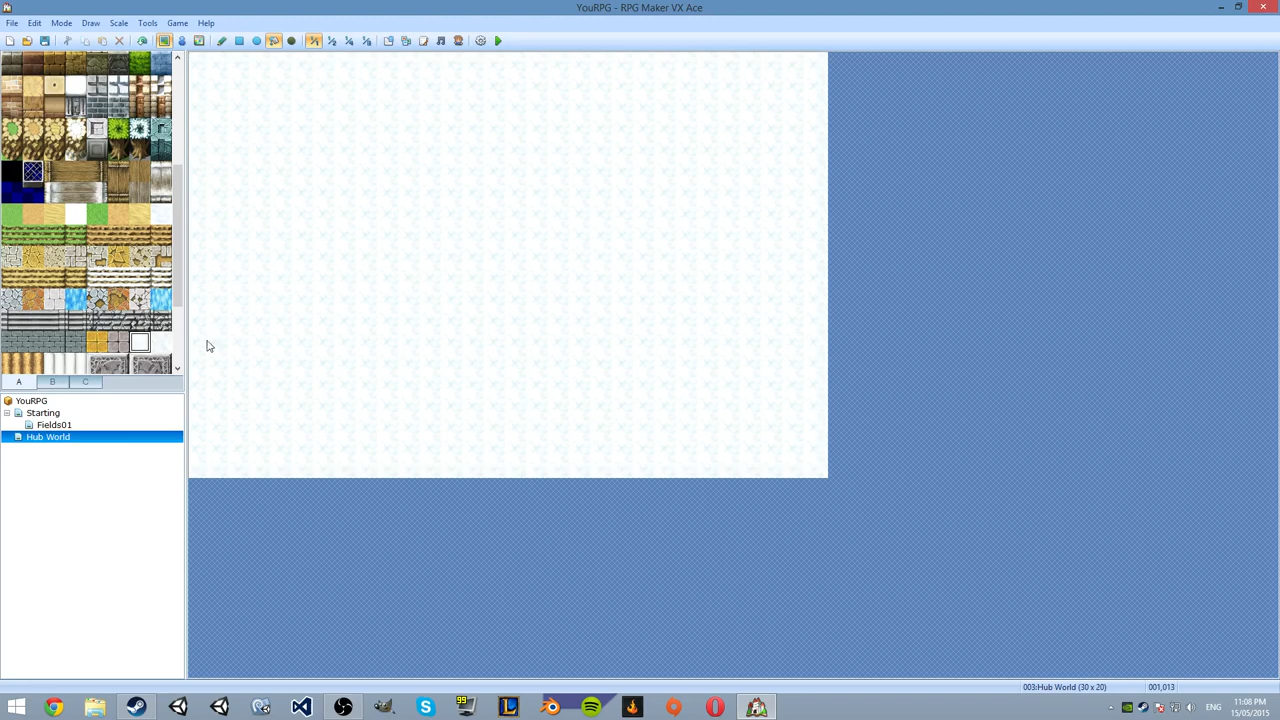 YouRPG - RPG Maker VX Ace
File Edit Mode Draw Scale Tools Game Help
A B C
YouRPG
Starting
Fields01
Hub World
003:Hub World (30 x 20) 001,013
99
L
ENG
11:08 PM
15/05/2015